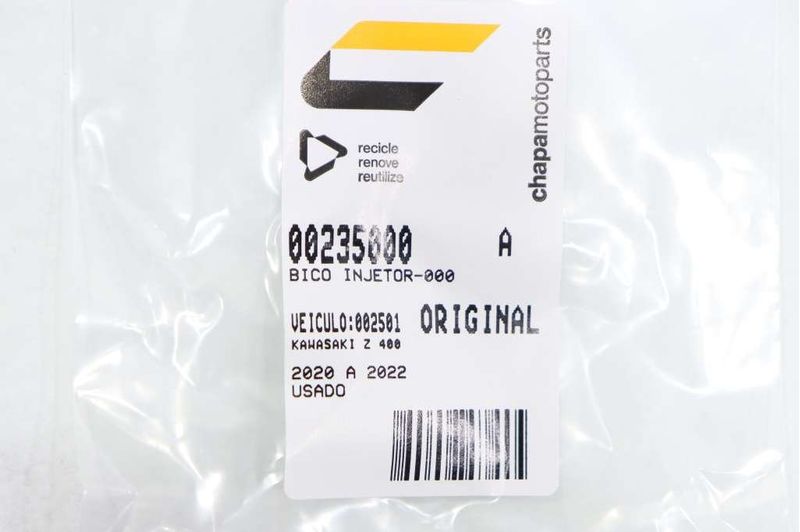 chapamotoparts
recicle
renove
reutilize
00235000 A
BICO INJETOR-000
VEICULO:002501 ORIGINAL
KAWASAKI Z 400
2020 A 2022
USADO